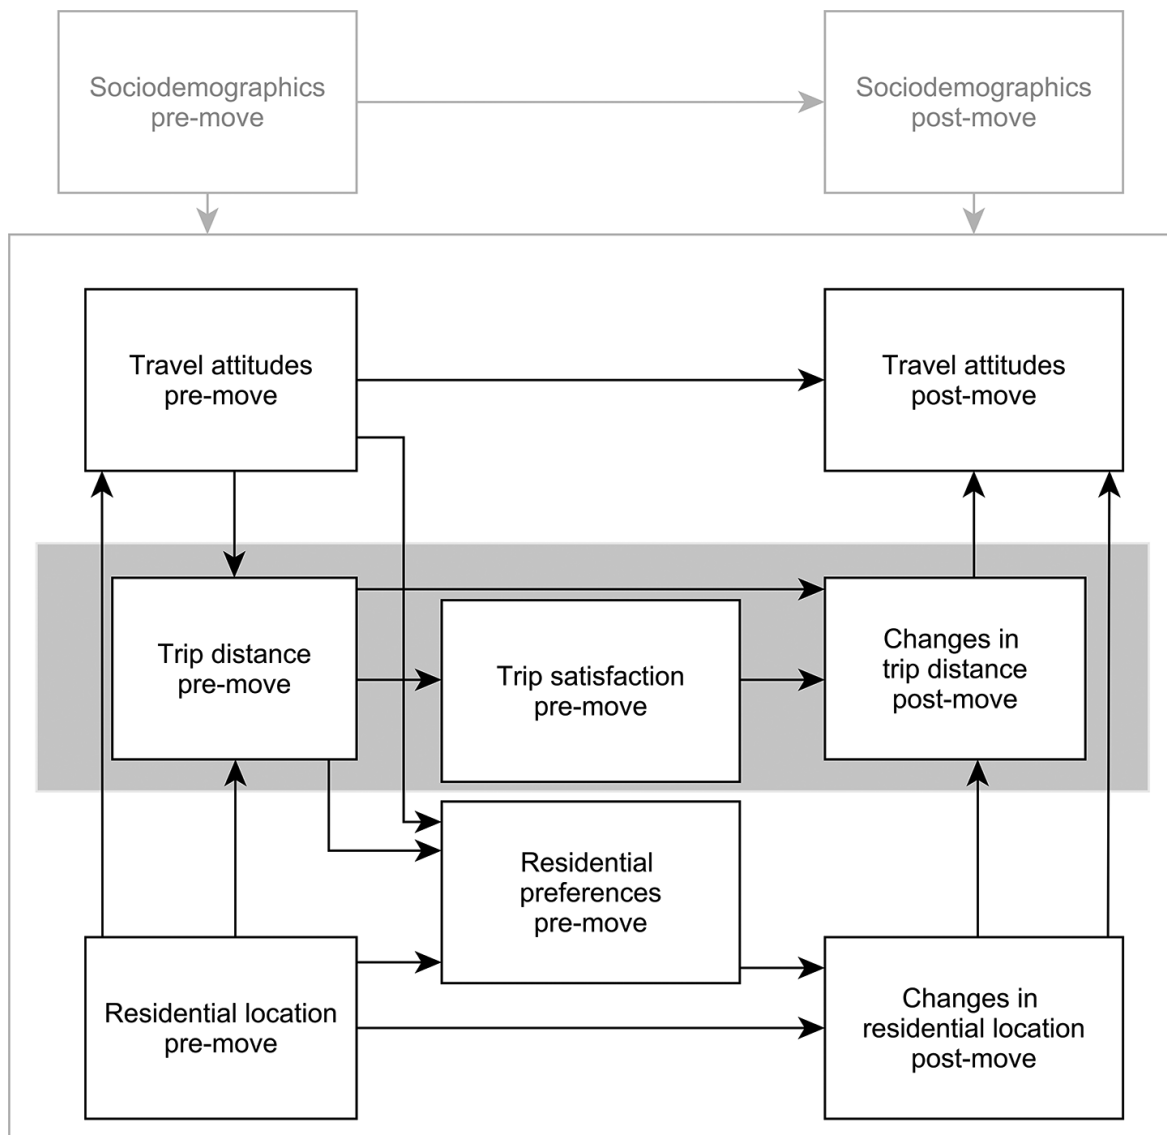 Sociodemographics
pre-move
Sociodemographics
post-move
Travel attitudes
pre-move
Travel attitudes
post-move
Trip distance
pre-move
Trip satisfaction
pre-move
Changes in
trip distance
post-move
Residential
preferences
pre-move
Residential location
pre-move
Changes in
residential location
post-move